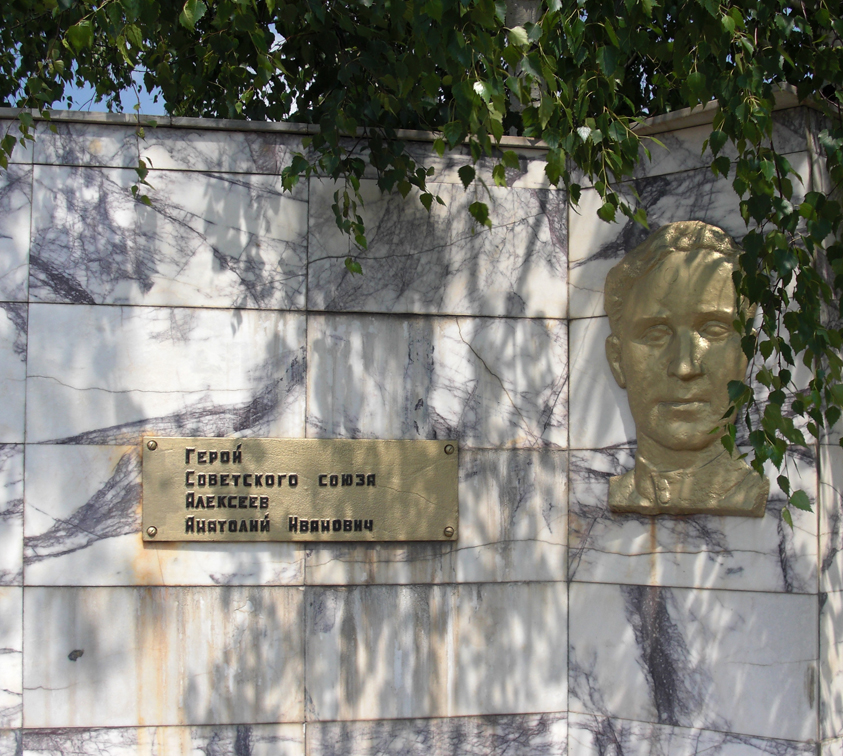 Герой
Советского союза
Алексеев
Анатолий Иванович